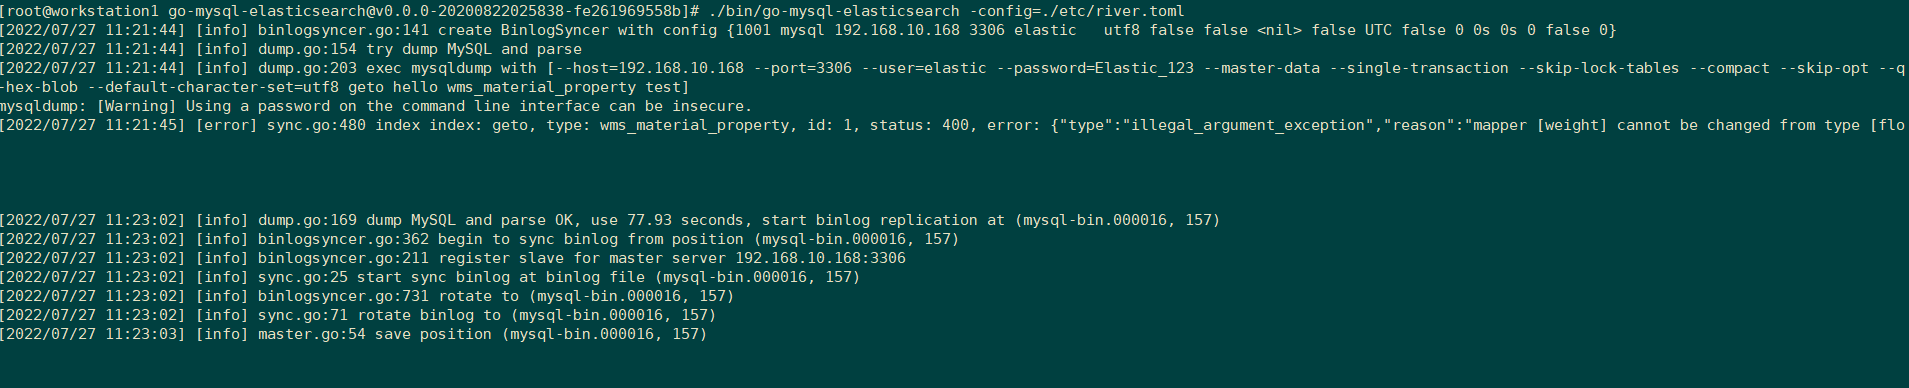 [root@workstation1 go-mysql-elasticsearch@v0.0.0-20200822025838-fe261969558b]# ./bin/go-mysql-elasticsearch -config=./etc/river.toml
[2022/07/27 11:21:44] [info] binlogsyncer.go:141 create BinlogSyncer with config {1001 mysql 192.168.10.168 3306 elastic   utf8 false false <nil> false UTC false 0 0s 0s 0 false 0}
[2022/07/27 11:21:44] [info] dump.go:154 try dump MySQL and parse
[2022/07/27 11:21:44] [info] dump.go:203 exec mysqldump with [--host=192.168.10.168 --port=3306 --user=elastic --password=Elastic_123 --master-data --single-transaction --skip-lock-tables --compact --skip-opt --q
-hex-blob --default-character-set=utf8 geto hello wms_material_property test]
mysqldump: [Warning] Using a password on the command line interface can be insecure.
[2022/07/27 11:21:45] [error] sync.go:480 index index: geto, type: wms_material_property, id: 1, status: 400, error: {"type":"illegal_argument_exception","reason":"mapper [weight] cannot be changed from type [flo
[2022/07/27 11:23:02] [info] dump.go:169 dump MySQL and parse OK, use 77.93 seconds, start binlog replication at (mysql-bin.000016, 157)
[2022/07/27 11:23:02] [info] binlogsyncer.go:362 begin to sync binlog from position (mysql-bin.000016, 157)
[2022/07/27 11:23:02] [info] binlogsyncer.go:211 register slave for master server 192.168.10.168:3306
[2022/07/27 11:23:02] [info] sync.go:25 start sync binlog at binlog file (mysql-bin.000016, 157)
[2022/07/27 11:23:02] [info] binlogsyncer.go:731 rotate to (mysql-bin.000016, 157)
[2022/07/27 11:23:02] [info] sync.go:71 rotate binlog to (mysql-bin.000016, 157)
[2022/07/27 11:23:03] [info] master.go:54 save position (mysql-bin.000016, 157)